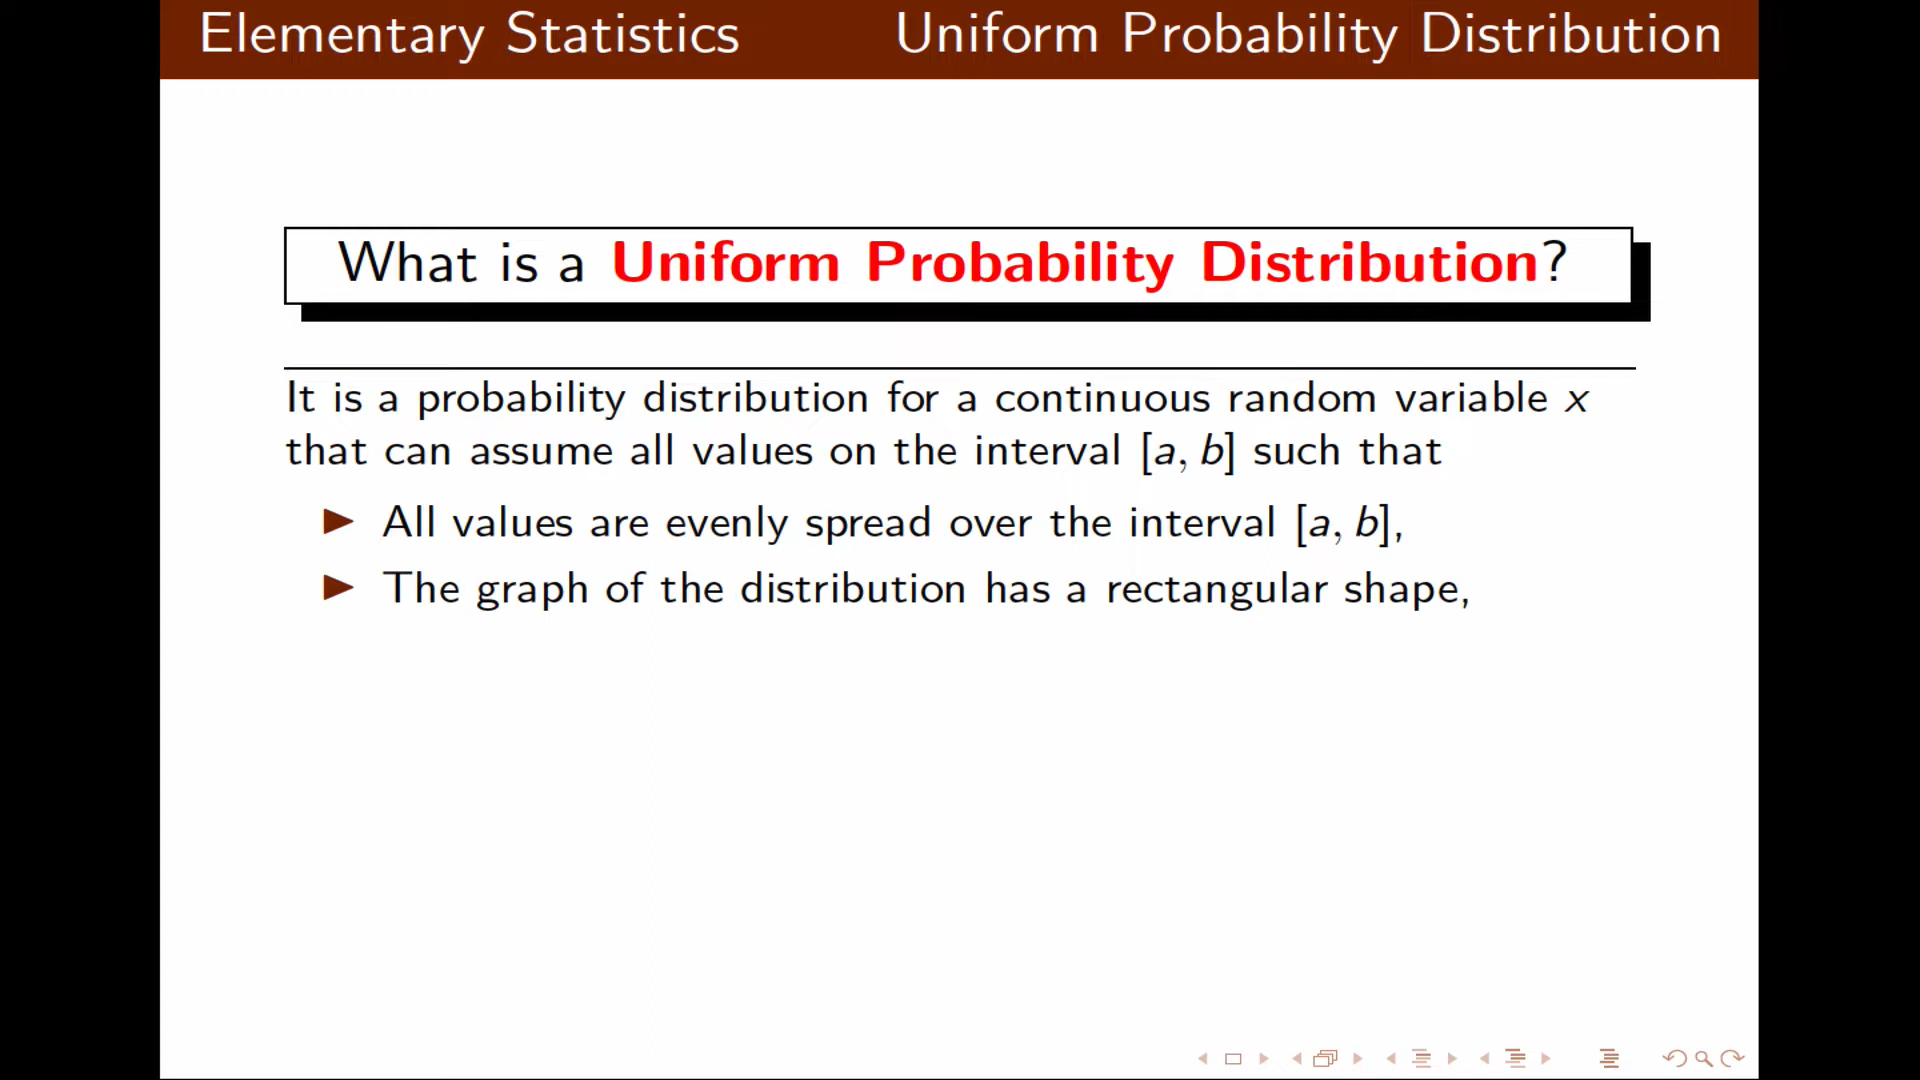 Elementary Statistics Uniform Probability Distribution
What is a Uniform Probability Distribution?
It is a probability distribution for a continuous random variable x
that can assume all values on the interval [a, b] such that
▶ All values are evenly spread over the interval [a, b],
▶ The graph of the distribution has a rectangular shape,